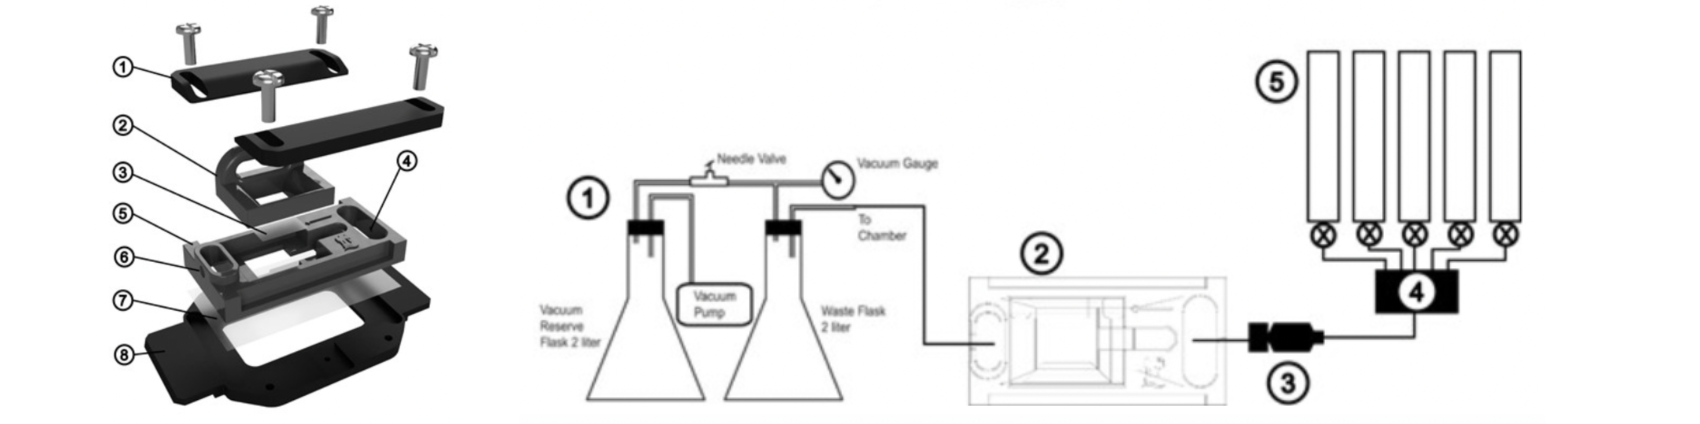 1
2
3
4
5
6
7
8
1
Needle Valve
Vacuum Gauge
To
Chamber
Vacuum
Pump
Vacuum
Reserve
Flask 2 liter
Waste Flask
2 liter
2
3
4
5